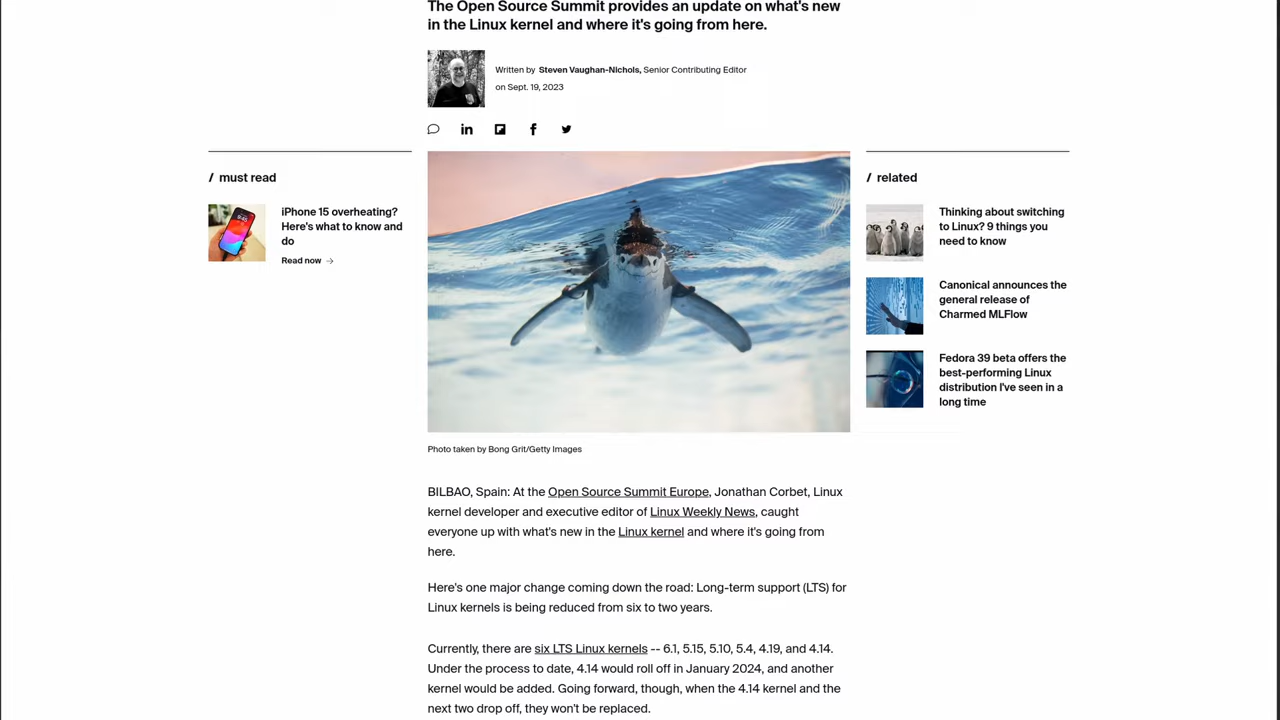 The Open Source Summit provides an update on what's new
in the Linux kernel and where it's going from here.
Written by Steven Vaughan-Nichols, Senior Contributing Editor
on Sept. 19, 2023
/ must read
iPhone 15 overheating?
Here's what to know and
do
Read now →
/ related
Thinking about switching
to Linux? 9 things you
need to know
Canonical announces the
general release of
Charmed MLFlow
Fedora 39 beta offers the
best-performing Linux
distribution I've seen in a
long time
Photo taken by Bong Grit/Getty Images
BILBAO, Spain: At the Open Source Summit Europe, Jonathan Corbet, Linux
kernel developer and executive editor of Linux Weekly News, caught
everyone up with what's new in the Linux kernel and where it's going from
here.
Here's one major change coming down the road: Long-term support (LTS) for
Linux kernels is being reduced from six to two years.
Currently, there are six LTS Linux kernels -- 6.1, 5.15, 5.10, 5.4, 4.19, and 4.14.
Under the process to date, 4.14 would roll off in January 2024, and another
kernel would be added. Going forward, though, when the 4.14 kernel and the
next two drop off, they won't be replaced.